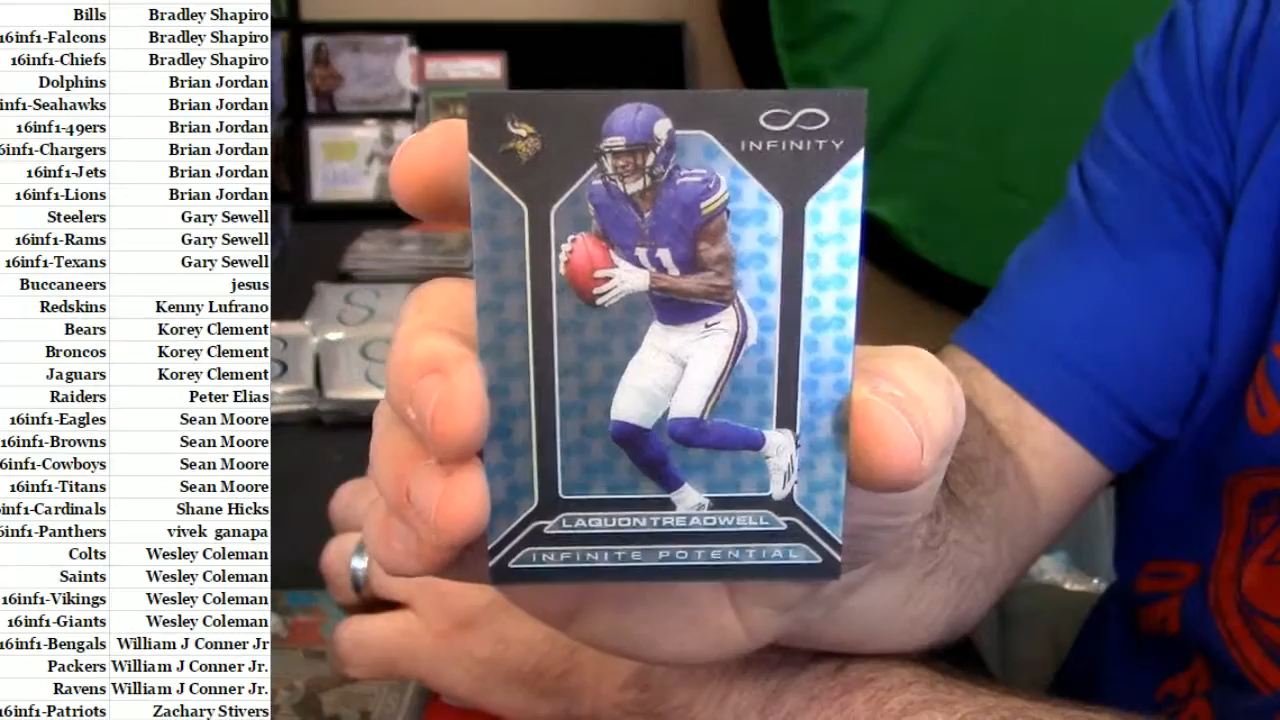 Bills Bradley Shapiro
16inf1-Falcons Bradley Shapiro
16inf1-Chiefs Bradley Shapiro
Dolphins Brian Jordan
inf1-Seahawks Brian Jordan
16inf1-49ers Brian Jordan
6inf1-Chargers Brian Jordan
16inf1-Jets Brian Jordan
16inf1-Lions Brian Jordan
Steelers Gary Sewell
16inf1-Rams Gary Sewell
16inf1-Texans Gary Sewell
Buccaneers jesus
Redskins Kenny Lufrano
Bears Korey Clement
Broncos Korey Clement
Jaguars Korey Clement
Raiders Peter Elias
16inf1-Eagles Sean Moore
16inf1-Browns Sean Moore
6inf1-Cowboys Sean Moore
16inf1-Titans Sean Moore
inf1-Cardinals Shane Hicks
6inf1-Panthers vivek ganapa
Colts Wesley Coleman
Saints Wesley Coleman
16inf1-Vikings Wesley Coleman
16inf1-Giants Wesley Coleman
16inf1-Bengals William J Conner Jr
Packers William J Conner Jr.
Ravens William J Conner Jr.
16inf1-Patriots Zachary Stivers
INFINITY
11
11
LAQUON TREADWELL
INFINITE POTENTIAL
S
S
S